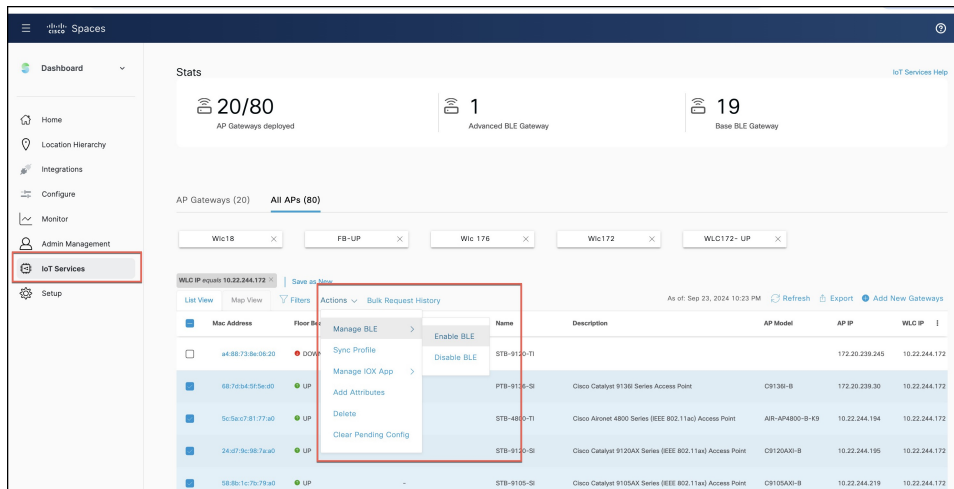 cisco Spaces
Dashboard
Home
Location Hierarchy
Integrations
Configure
Monitor
Admin Management
IoT Services
Setup
Stats
IoT Services Help
20/80
AP Gateways deployed
1
Advanced BLE Gateway
19
Base BLE Gateway
AP Gateways (20) All APs (80)
Wlc18 × FB-UP × Wlc 176 × Wlc172 × WLC172- UP ×
WLC IP equals 10.22.244.172 × Save as New
List View Map View Filters Actions Bulk Request History As of: Sep 23, 2024 10:23 PM Refresh Export Add New Gateways
Mac Address Floor Bea Name Description AP Model AP IP WLC IP
Manage BLE
Sync Profile
Manage IOX App
Add Attributes
Delete
Clear Pending Config
Enable BLE
Disable BLE
a4:88:73:8e:06:20 DOWN STB-9120-TI 172.20.239.245 10.22.244.172
68:7d:b4:5f:5e:d0 UP PTB-9136-SI Cisco Catalyst 9136I Series Access Point C9136I-B 172.20.239.30 10.22.244.172
5c:5a:c7:81:77:a0 UP STB-4800-TI Cisco Aironet 4800 Series (IEEE 802.11ac) Access Point AIR-AP4800-B-K9 10.22.244.194 10.22.244.172
24:d7:9c:98:7a:a0 UP STB-9120-SI Cisco Catalyst 9120AX Series (IEEE 802.11ax) Access Point C9120AXI-B 10.22.244.195 10.22.244.172
58:8b:1c:7b:79:a0 UP - STB-9105-SI Cisco Catalyst 9105AX Series (IEEE 802.11ax) Access Point C9105AXI-B 10.22.244.219 10.22.244.172